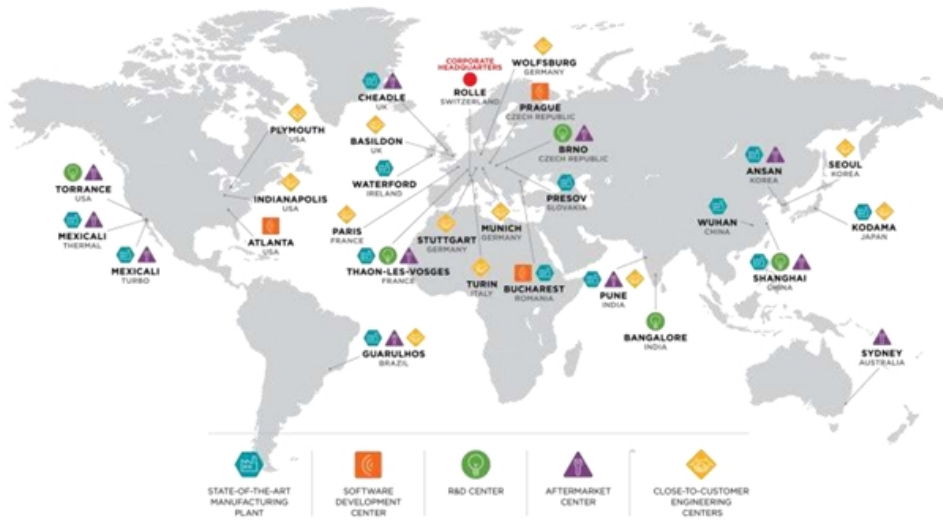 CORPORATE
HEADQUARTERS
ROLLE
SWITZERLAND
WOLFSBURG
GERMANY
CHEADLE
UK
PRAGUE
CZECH REPUBLIC
PLYMOUTH
USA
BASILDON
UK
BRNO
CZECH REPUBLIC
ANSAN
KOREA
SEOUL
KOREA
TORRANCE
USA
WATERFORD
IRELAND
INDIANAPOLIS
USA
PRESOV
SLOVAKIA
WUHAN
CHINA
KODAMA
JAPAN
MEXICALI
THERMAL
ATLANTA
USA
PARIS
FRANCE
STUTTGART
GERMANY
MUNICH
GERMANY
MEXICALI
TURBO
THAON-LES-VOSGES
FRANCE
TURIN
ITALY
BUCHAREST
ROMANIA
PUNE
INDIA
SHANGHAI
CHINA
BANGALORE
INDIA
GUARULHOS
BRAZIL
SYDNEY
AUSTRALIA
STATE-OF-THE-ART
MANUFACTURING
PLANT
SOFTWARE
DEVELOPMENT
CENTER
R&D CENTER
AFTERMARKET
CENTER
CLOSE-TO-CUSTOMER
ENGINEERING
CENTERS